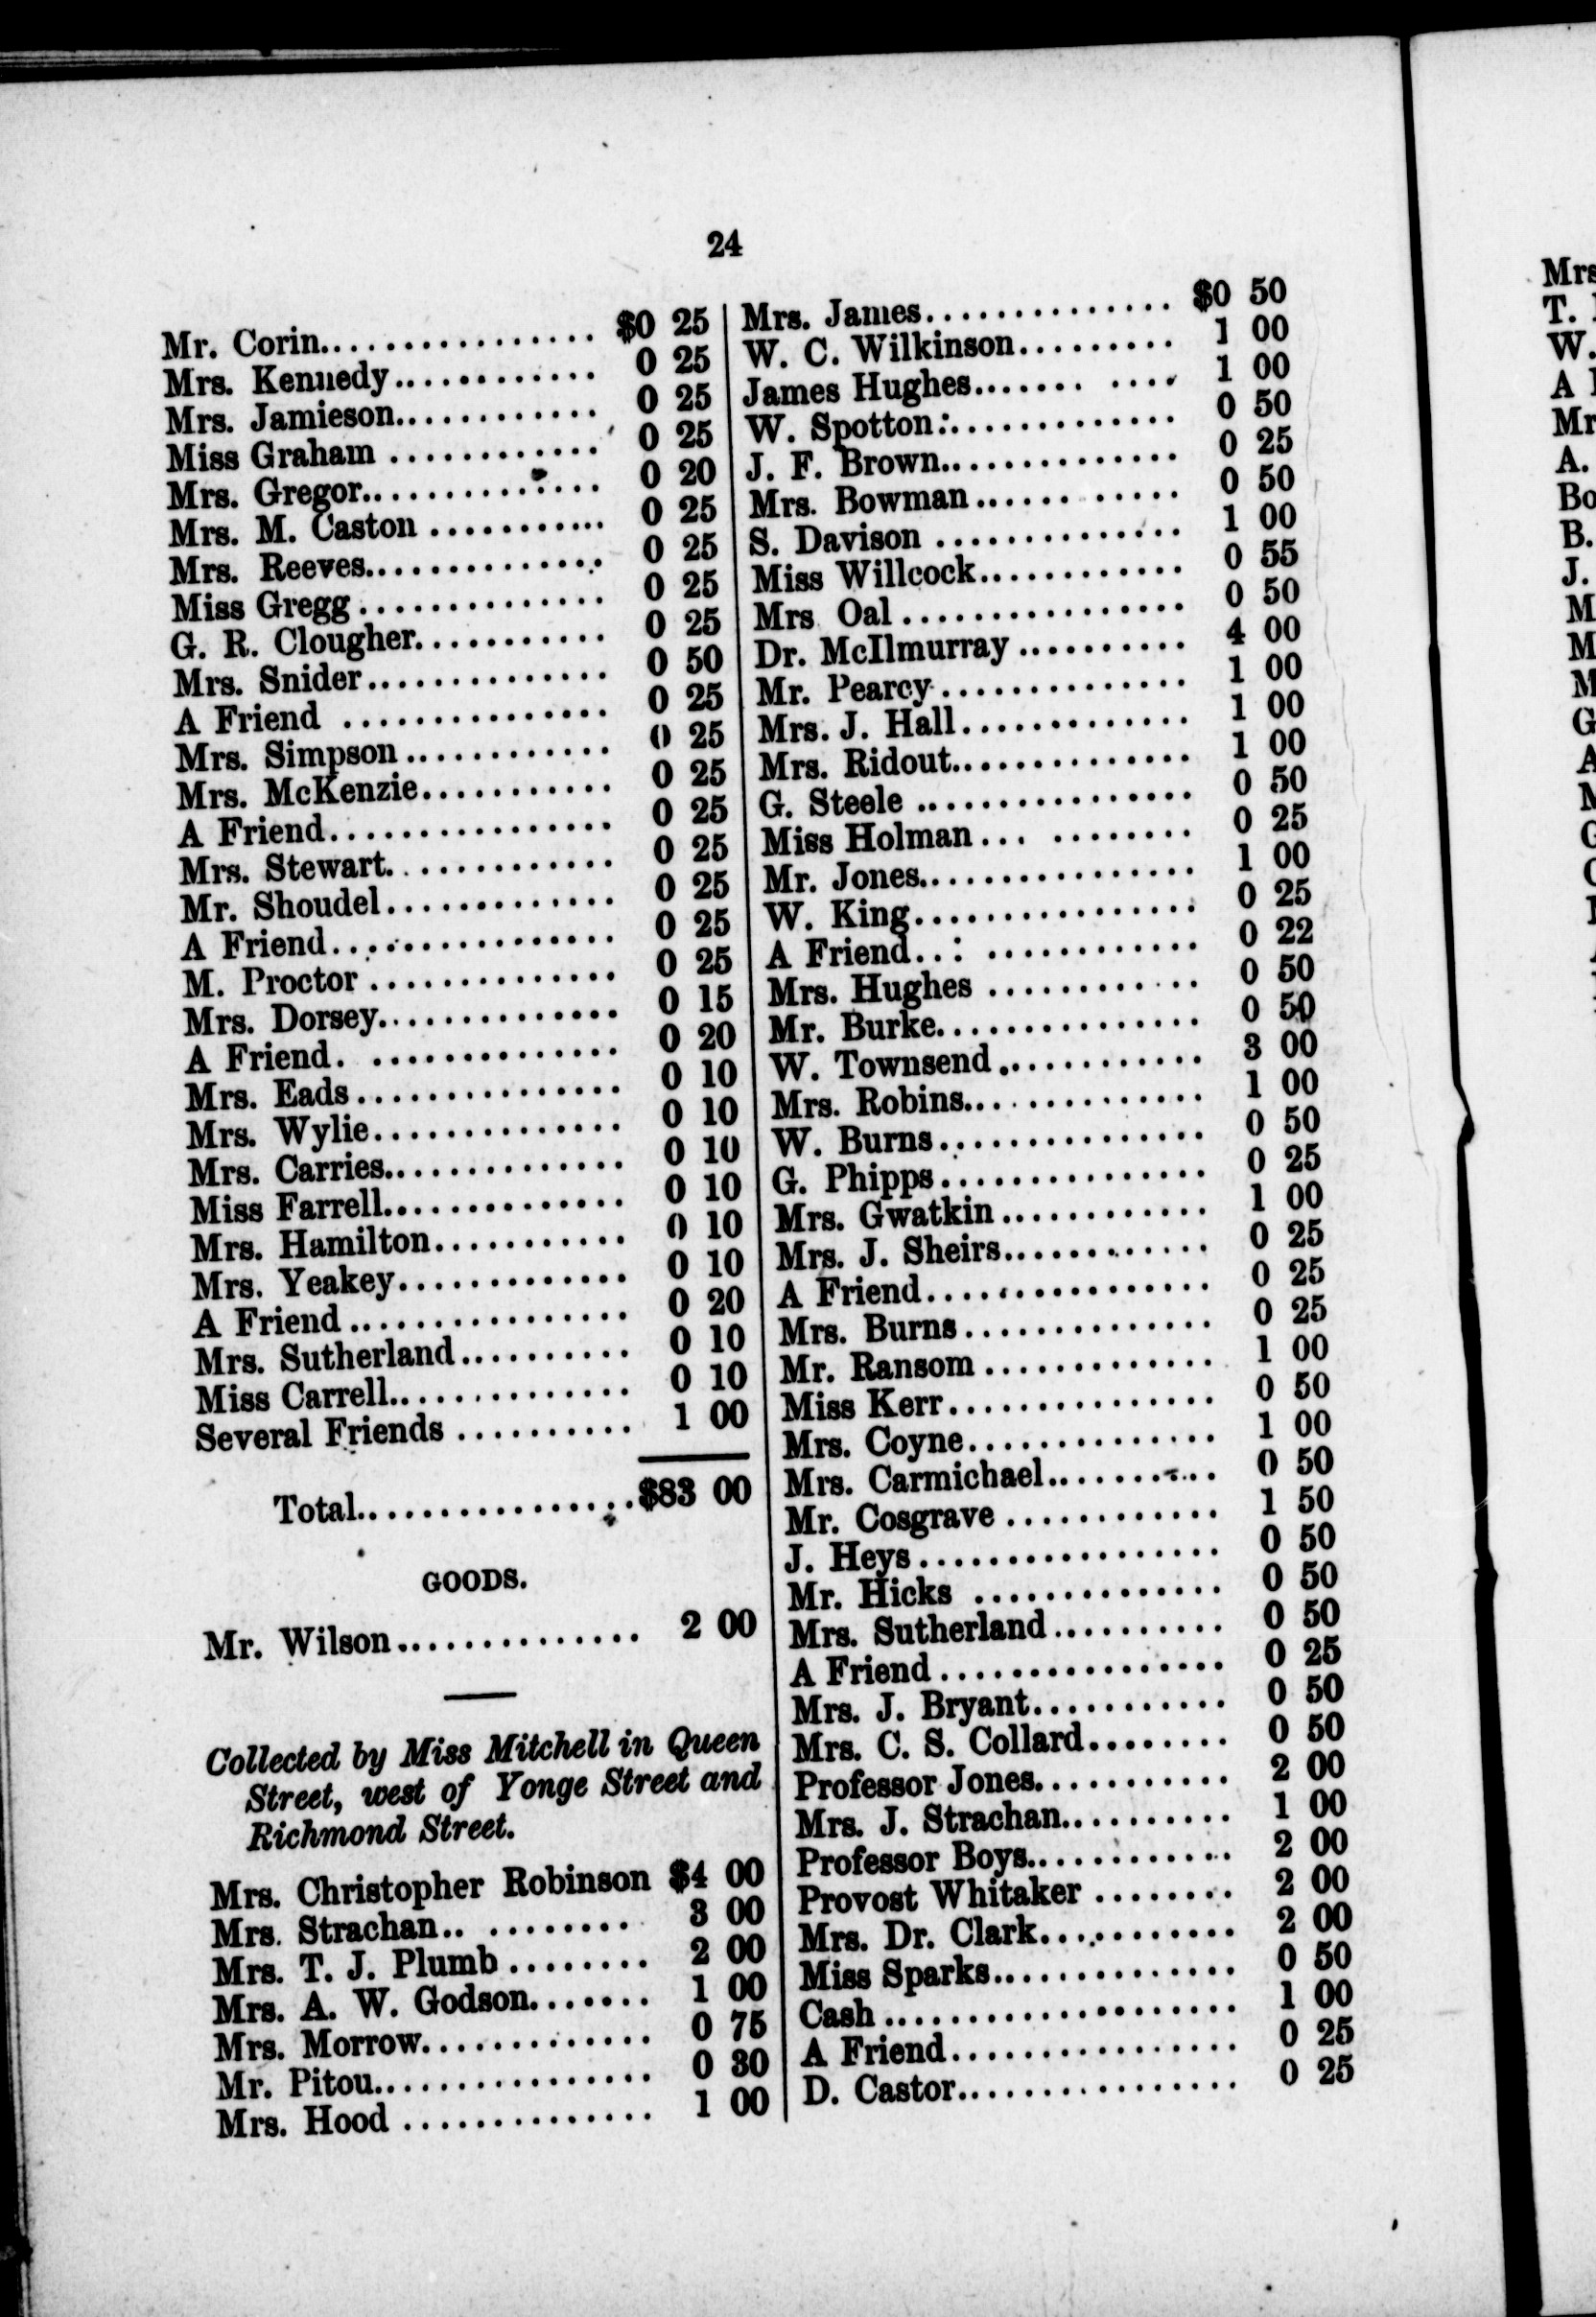 24
Mr. Corin................ $0 25
Mrs. Kennedy............ 0 25
Mrs. Jamieson............ 0 25
Miss Graham ............ 0 25
Mrs. Gregor.............. 0 20
Mrs. M. Caston ........... 0 25
Mrs. Reeves.............. 0 25
Miss Gregg .............. 0 25
G. R. Clougher........... 0 25
Mrs. Snider.............. 0 50
A Friend ............... 0 25
Mrs. Simpson............ 0 25
Mrs. McKenzie........... 0 25
A Friend................ 0 25
Mrs. Stewart............. 0 25
Mr. Shoudel............. 0 25
A Friend................ 0 25
M. Proctor .............. 0 25
Mrs. Dorsey.............. 0 15
A Friend. .............. 0 20
Mrs. Eads............... 0 10
Mrs. Wylie.............. 0 10
Mrs. Carries.............. 0 10
Miss Farrell.............. 0 10
Mrs. Hamilton........... 0 10
Mrs. Yeakey............. 0 10
A Friend ................ 0 20
Mrs. Sutherland.......... 0 10
Miss Carrell.............. 0 10
Several Friends .......... 1 00
Total................$83 00
GOODS.
Mr. Wilson.............. 2 00
Collected by Miss Mitchell in Queen
Street, west of Yonge Street and
Richmond Street.
Mrs. Christopher Robinson $4 00
Mrs. Strachan.. ........ 3 00
Mrs. T. J. Plumb ........ 2 00
Mrs. A. W. Godson....... 1 00
Mrs. Morrow............. 0 75
Mr. Pitou................ 0 30
Mrs. Hood .............. 1 00
Mrs. James.............. $0 50
W. C. Wilkinson......... 1 00
James Hughes....... .... 1 00
W. Spotton.............. 0 50
J. F. Brown.............. 0 25
Mrs. Bowman...... ..... 0 50
S. Davison .............. 1 00
Miss Willcock............ 0 55
Mrs Oal ................ 0 50
Dr. McIlmurray .......... 4 00
Mr. Pearcy .............. 1 00
Mrs. J. Hall............. 1 00
Mrs. Ridout.............. 1 00
G. Steele ................ 0 50
Miss Holman... ........ 0 25
Mr. Jones................ 1 00
W. King................ 0 25
A Friend..: ............ 0 22
Mrs. Hughes ............ 0 50
Mr. Burke............... 0 50
W. Townsend............ 3 00
Mrs. Robins.............. 1 00
W. Burns............... 0 50
G. Phipps............... 0 25
Mrs. Gwatkin ............ 1 00
Mrs. J. Sheirs............ 0 25
A Friend................ 0 25
Mrs. Burns.............. 0 25
Mr. Ransom ............. 1 00
Miss Kerr............... 0 50
Mrs. Coyne.............. 1 00
Mrs. Carmichael.......... 0 50
Mr. Cosgrave ............ 1 50
J. Heys................. 0 50
Mr. Hicks .............. 0 50
Mrs. Sutherland .......... 0 50
A Friend ................ 0 25
Mrs. J. Bryant........... 0 50
Mrs. C. S. Collard........ 0 50
Professor Jones........... 2 00
Mrs. J. Strachan.......... 1 00
Professor Boys............ 2 00
Provost Whitaker ........ 2 00
Mrs. Dr. Clark........... 2 00
Miss Sparks.............. 0 50
Cash .................... 1 00
A Friend................ 0 25
D. Castor................ 0 25